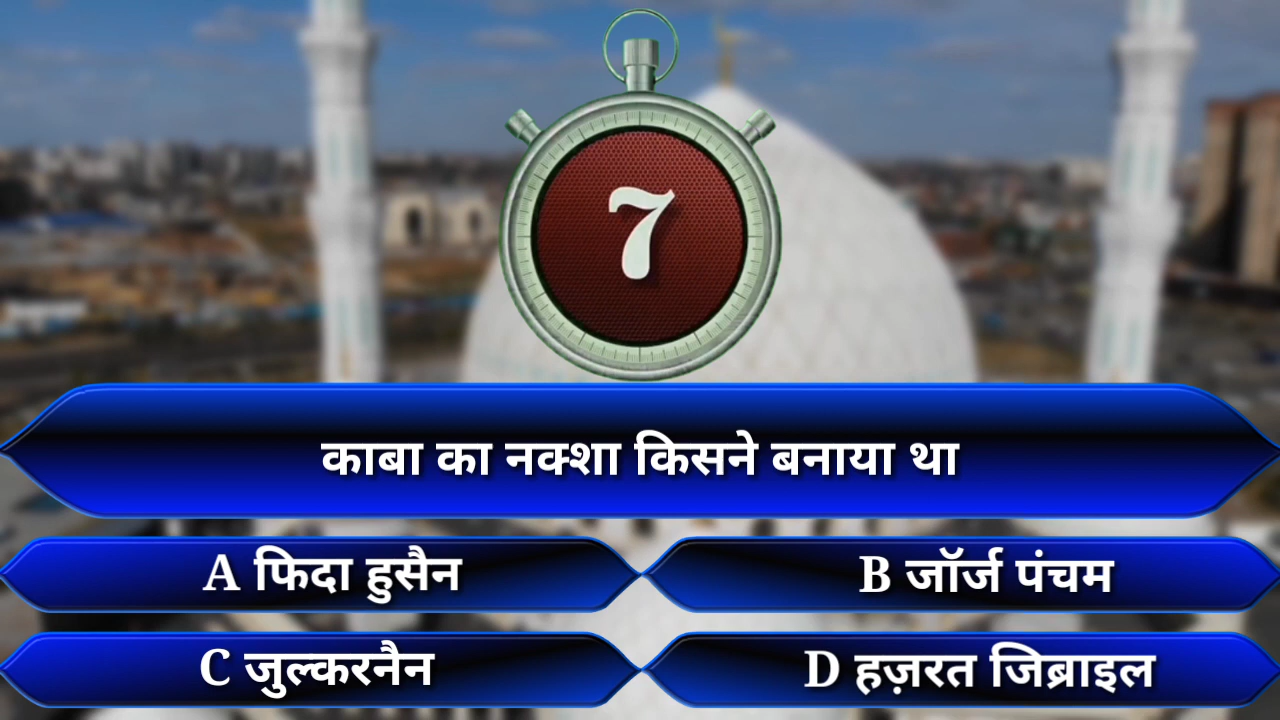 7
काबा का नक्शा किसने बनाया था
A फिदा हुसैन
B जॉर्ज पंचम
C जुल्करनैन
D हज़रत जिब्राइल